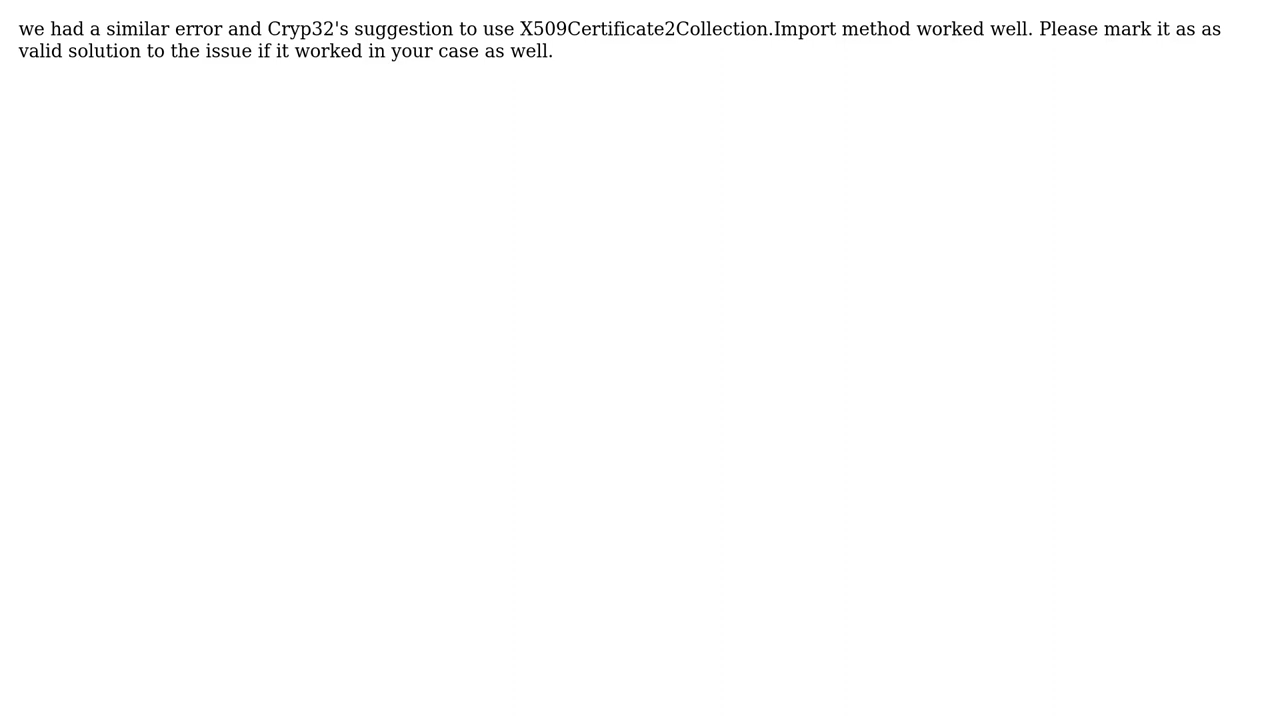 we had a similar error and Cryp32's suggestion to use X509Certificate2Collection.Import method worked well. Please mark it as as
valid solution to the issue if it worked in your case as well.